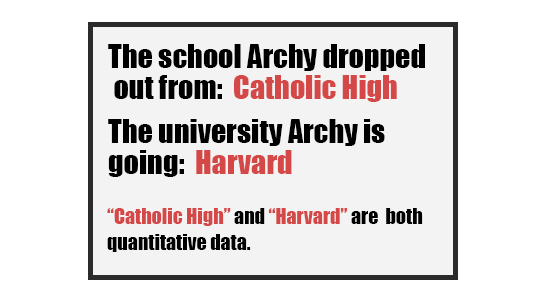 The school Archy dropped
out from: Catholic High
The university Archy is
going: Harvard
“Catholic High” and “Harvard” are both
quantitative data.